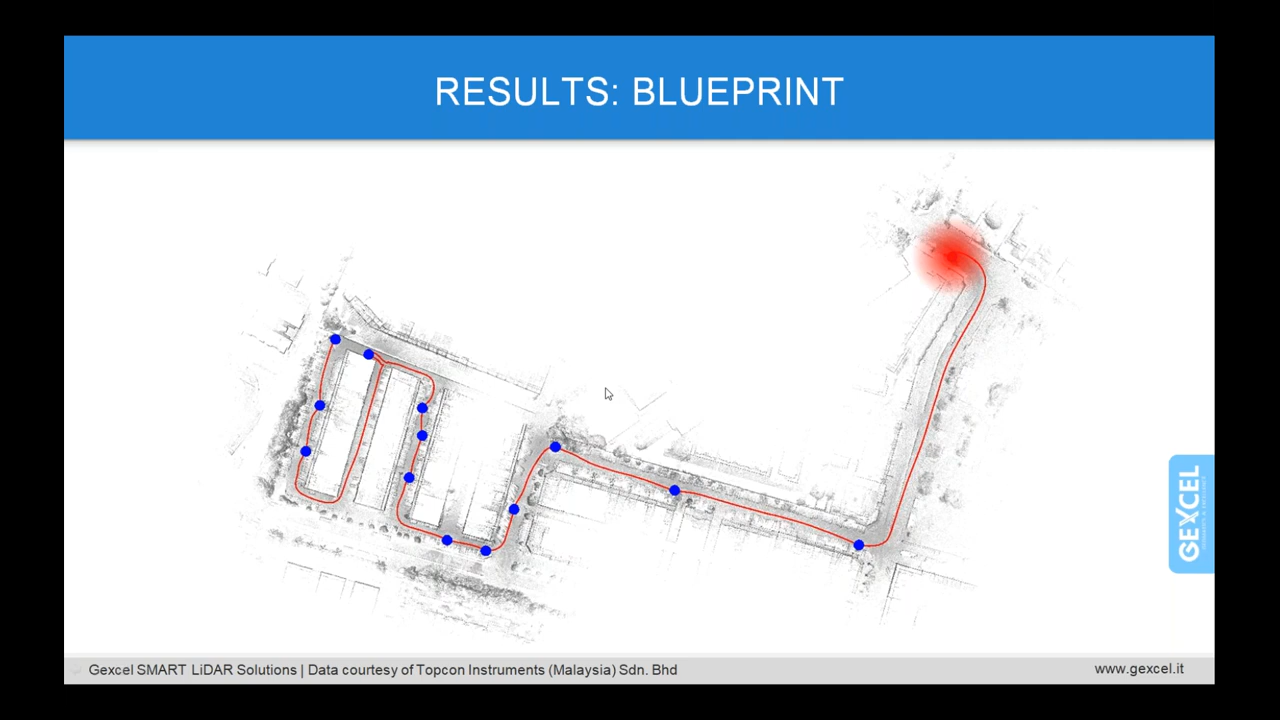 RESULTS: BLUEPRINT
GEXCEL
Gexcel SMART LiDAR Solutions | Data courtesy of Topcon Instruments (Malaysia) Sdn. Bhd
www.gexcel.it